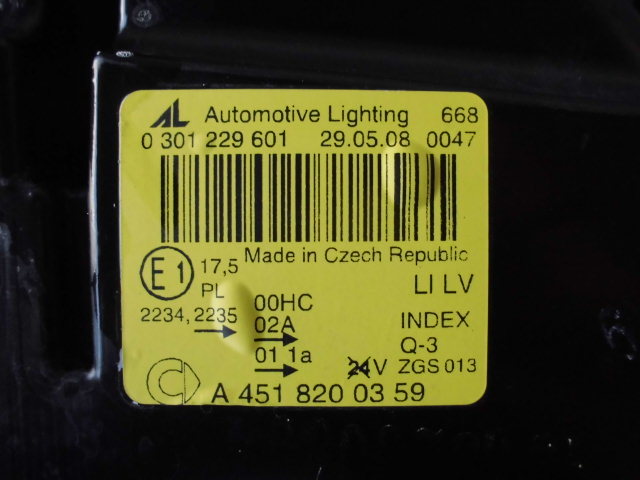 AL Automotive Lighting 668
0 301 229 601 29.05.08 0047
Made in Czech Republic
E1 17,5
PL
LI LV
2234, 2235
00HC
02A
01 1a
INDEX
Q-3
24V ZGS 013
A 451 820 03 59